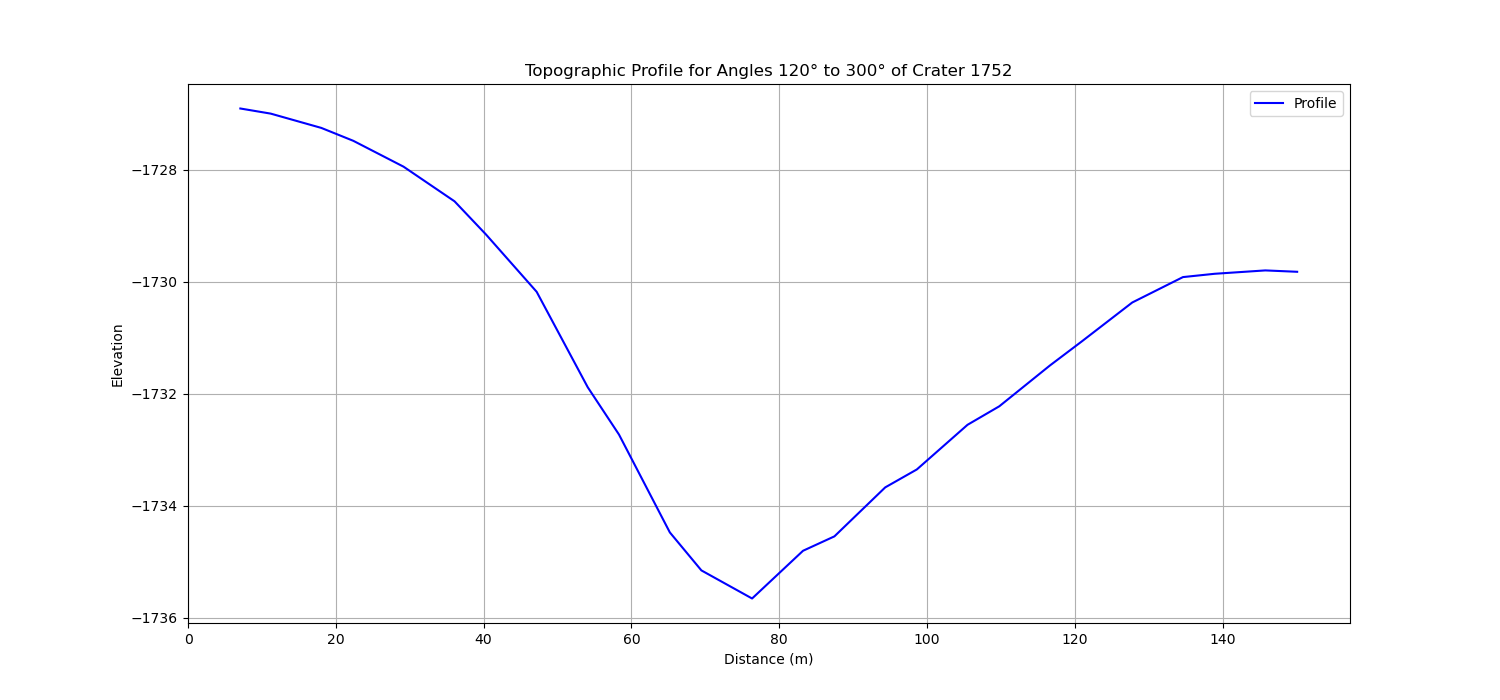 Topographic Profile for Angles 120° to 300° of Crater 1752
Profile
Elevation
−1728
−1730
−1732
−1734
−1736
0 20 40 60 80 100 120 140
Distance (m)